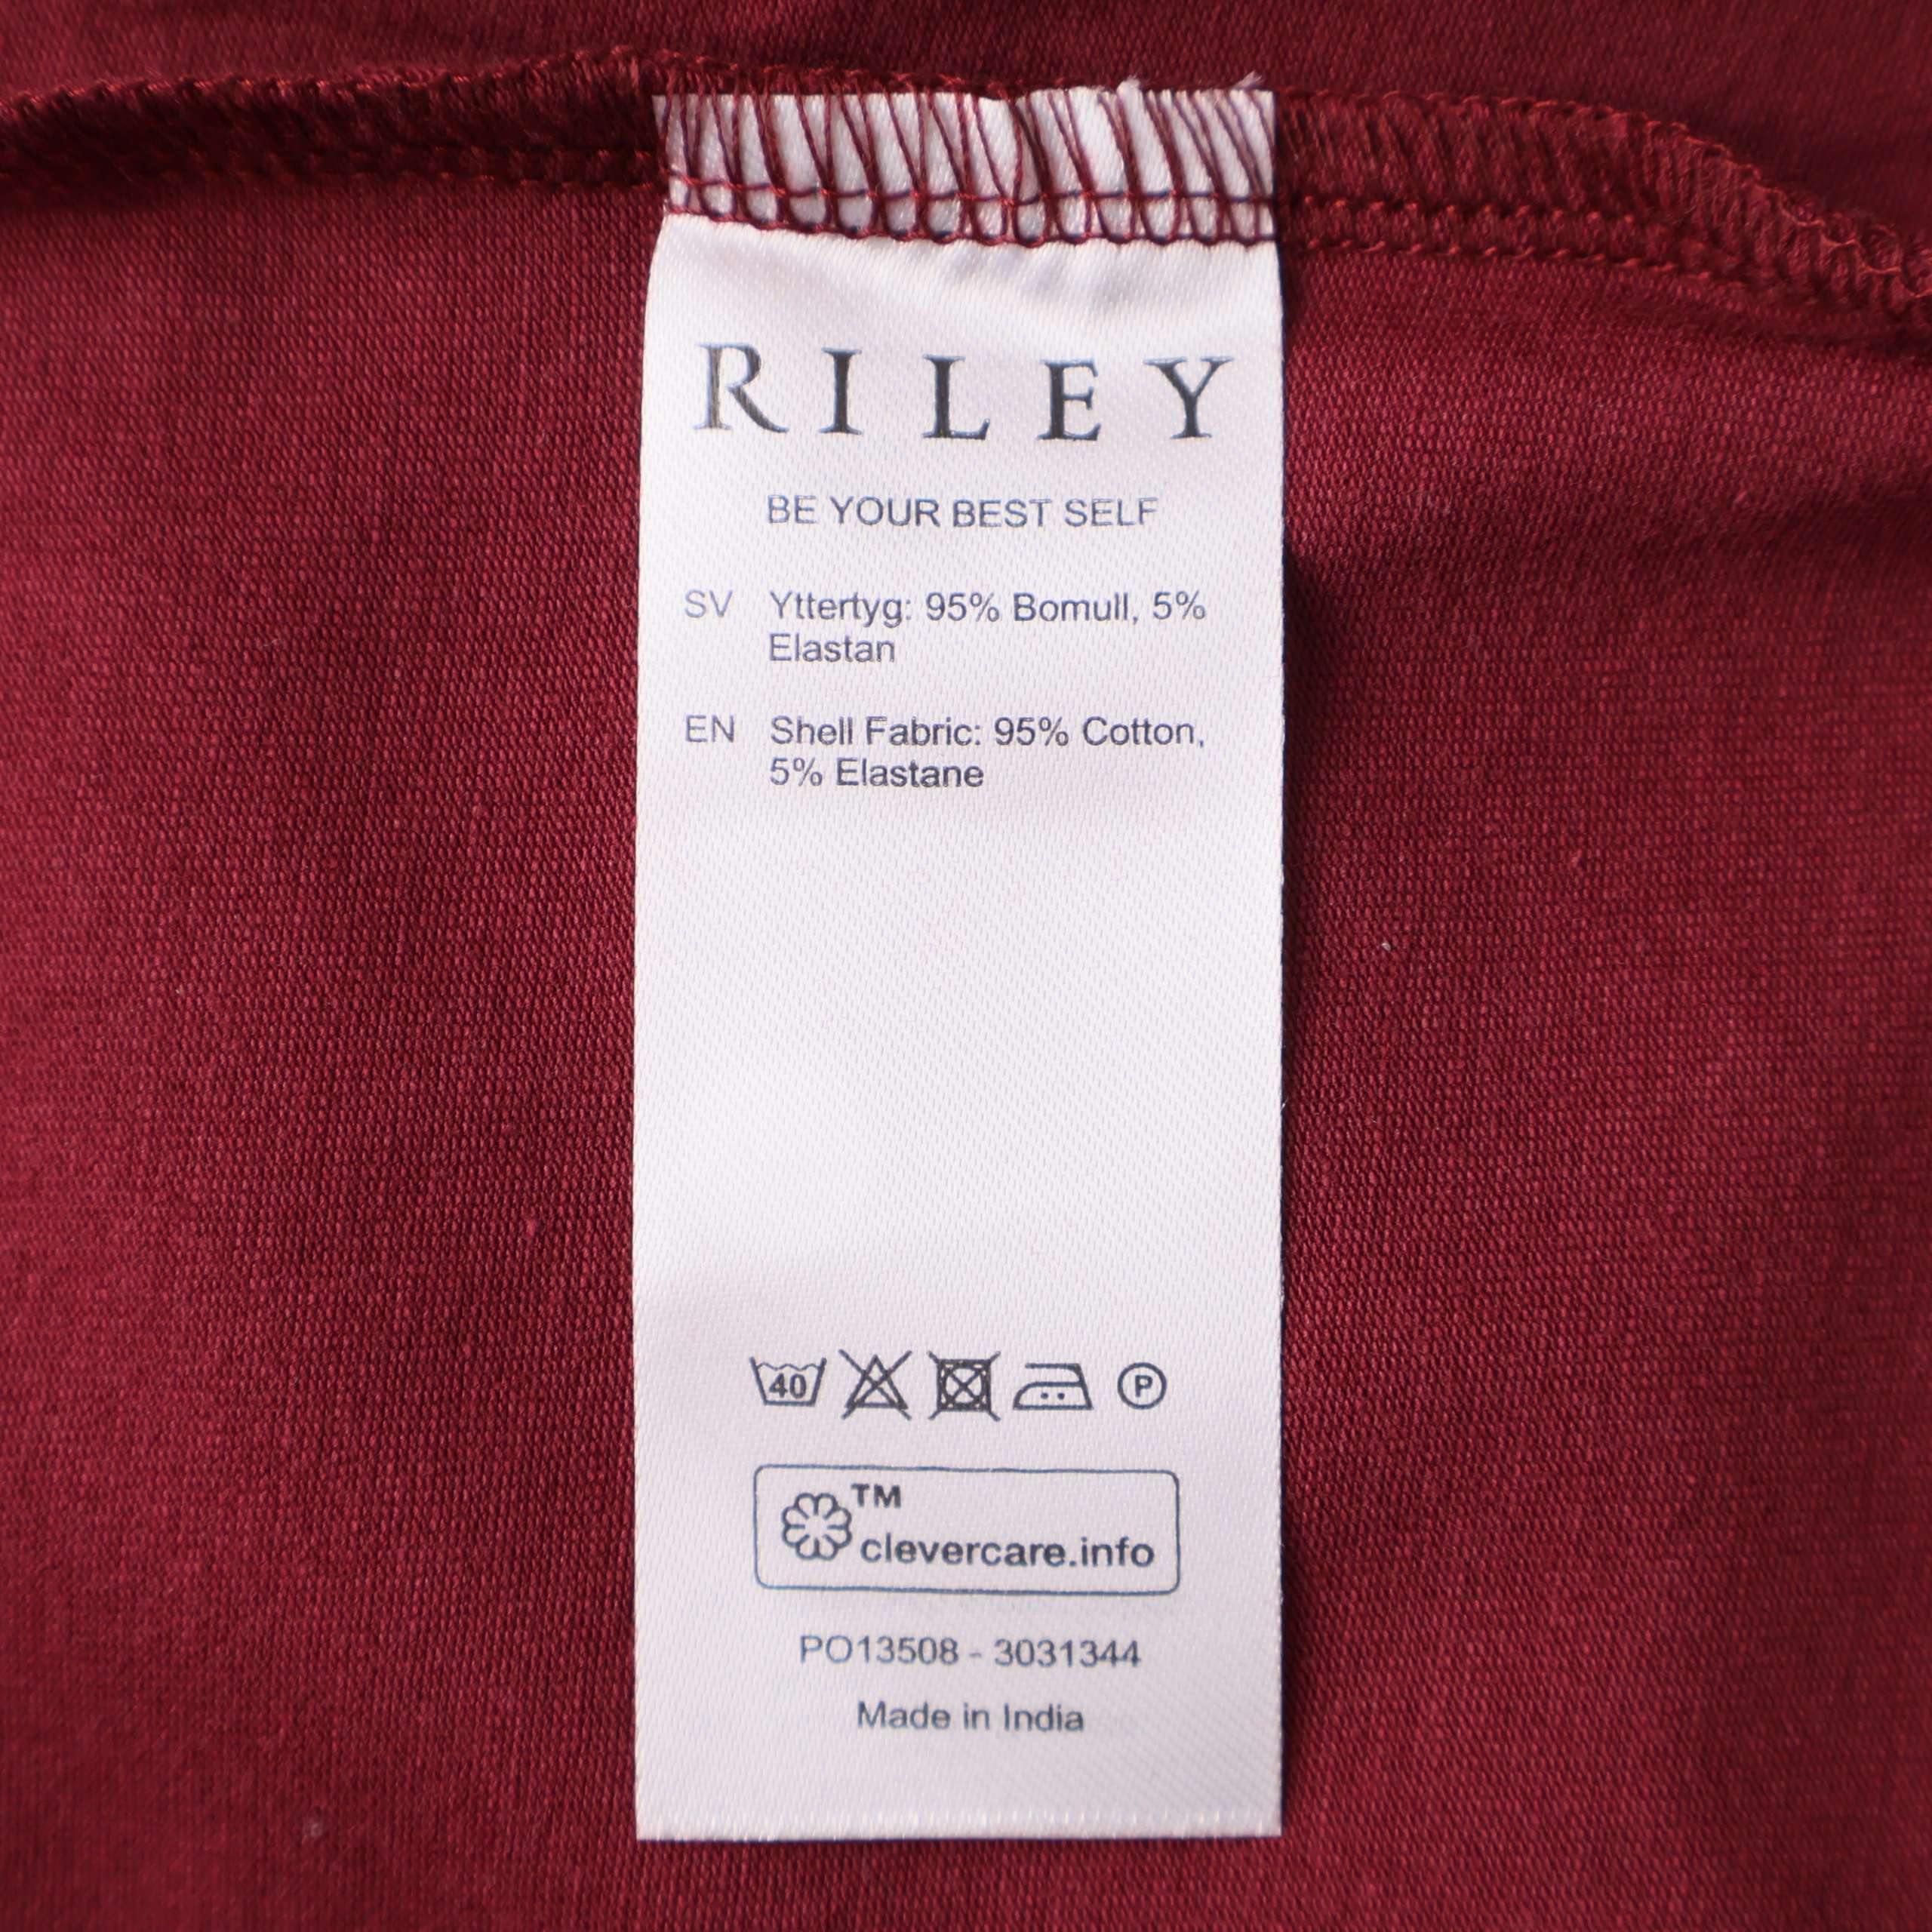 RILEY
BE YOUR BEST SELF
SV Yttertyg: 95% Bomull, 5%
Elastan
EN Shell Fabric: 95% Cotton,
5% Elastane
40 P
TM
clevercare.info
PO13508 - 3031344
Made in India